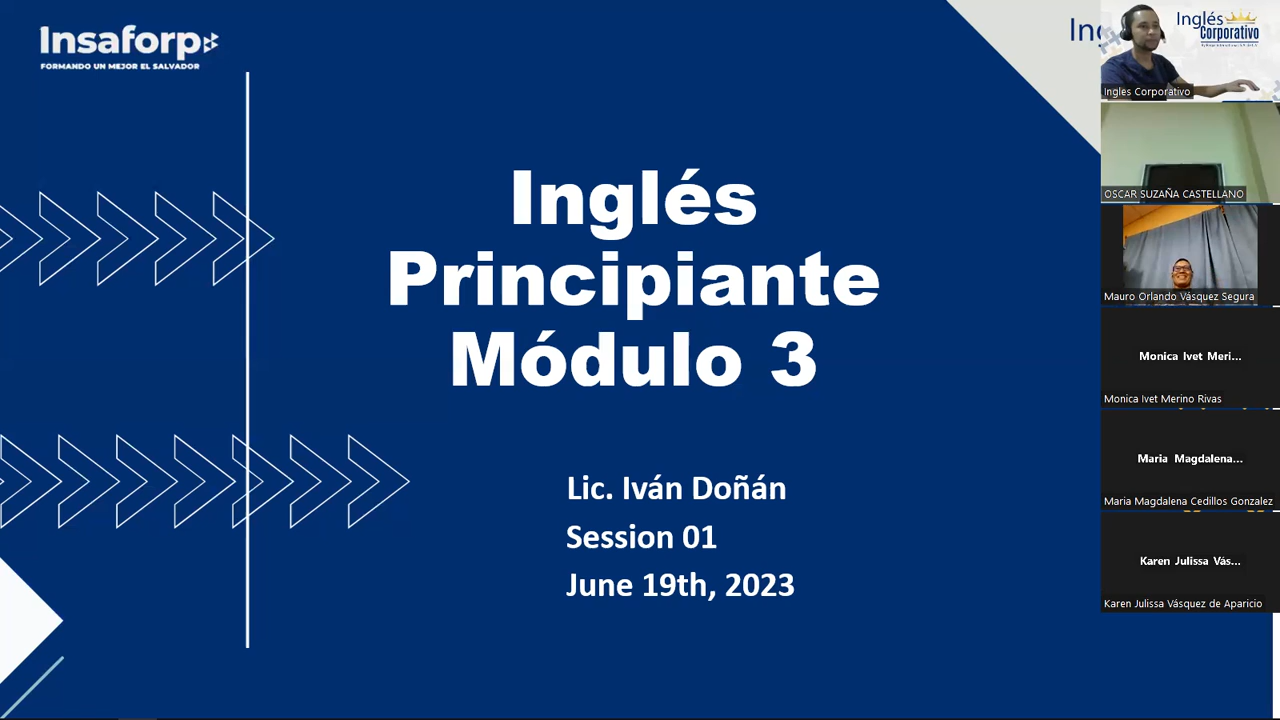 Insaforp
FORMANDO UN MEJOR EL SALVADOR
Inglés
Principiante
Módulo 3
Lic. Iván Doñán
Session 01
June 19th, 2023
Inglés
Corporativo
Ingles Corporativo
OSCAR SUZAÑA CASTELLANO
Mauro Orlando Vásquez Segura
Monica Ivet Meri...
Monica Ivet Merino Rivas
Maria Magdalena...
Maria Magdalena Cedillos Gonzalez
Karen Julissa Vás...
Karen Julissa Vásquez de Aparicio